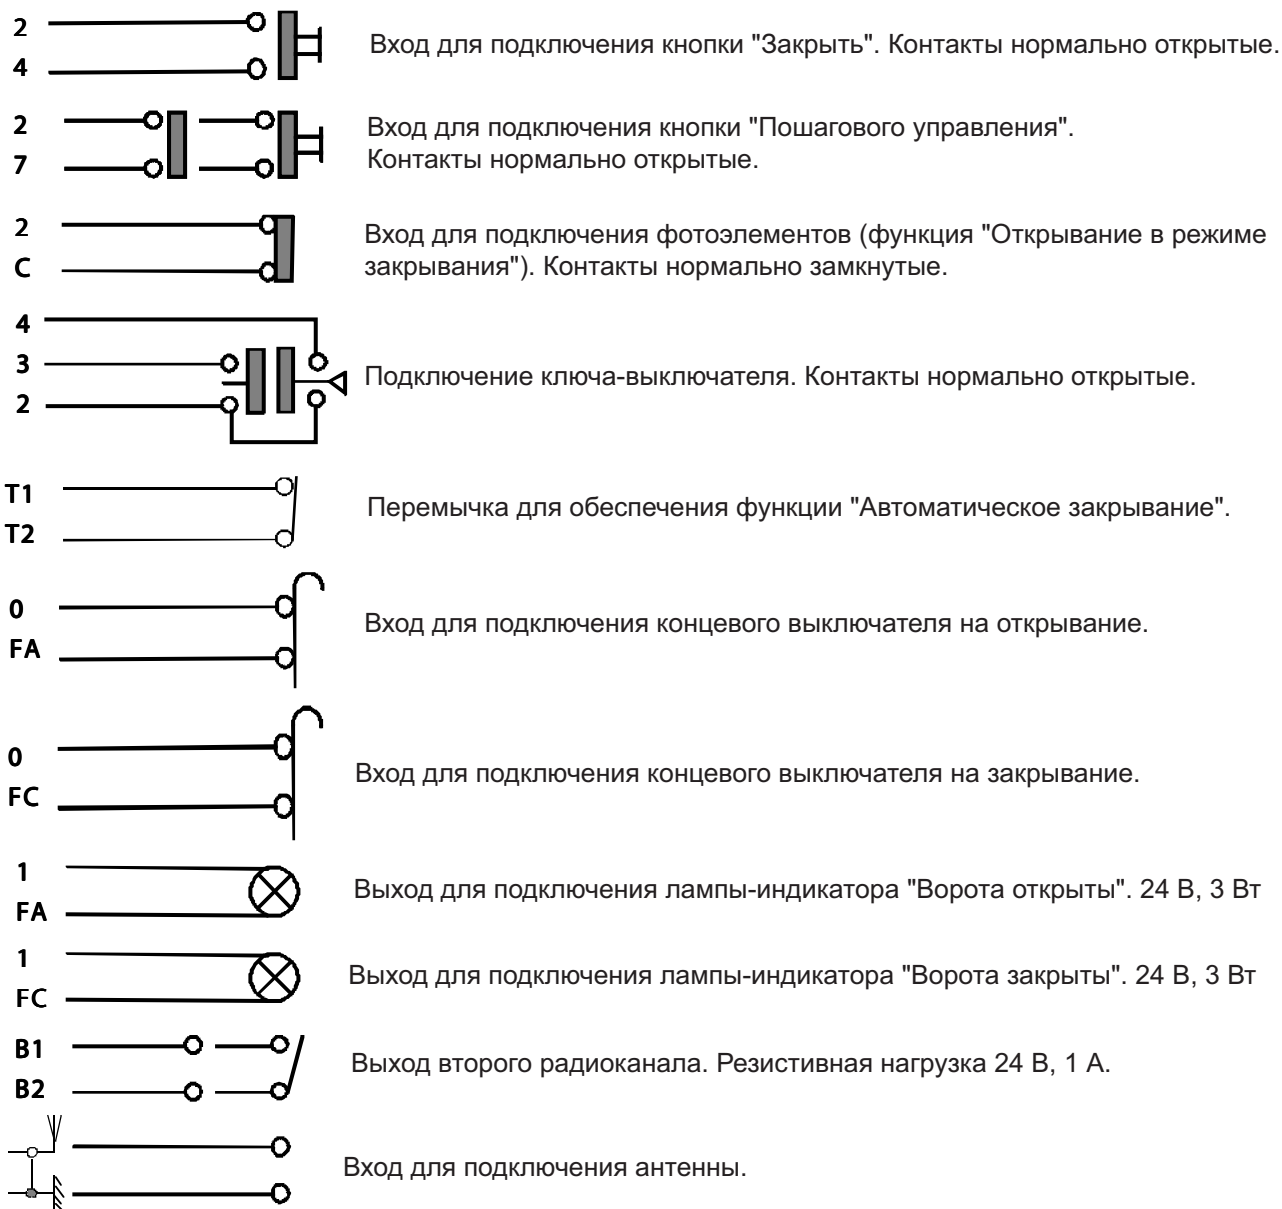 2
Вход для подключения кнопки "Закрыть". Контакты нормально открытые.
4
2
Вход для подключения кнопки "Пошагового управления".
7
Контакты нормально открытые.
2
Вход для подключения фотоэлементов (функция "Открывание в режиме
C
закрывания"). Контакты нормально замкнутые.
4
3
Подключение ключа-выключателя. Контакты нормально открытые.
2
T1
Перемычка для обеспечения функции "Автоматическое закрывание".
T2
0
Вход для подключения концевого выключателя на открывание.
FA
0
Вход для подключения концевого выключателя на закрывание.
FC
1
Выход для подключения лампы-индикатора "Ворота открыты". 24 В, 3 Вт
FA
1
Выход для подключения лампы-индикатора "Ворота закрыты". 24 В, 3 Вт
FC
B1
Выход второго радиоканала. Резистивная нагрузка 24 В, 1 А.
B2
Вход для подключения антенны.